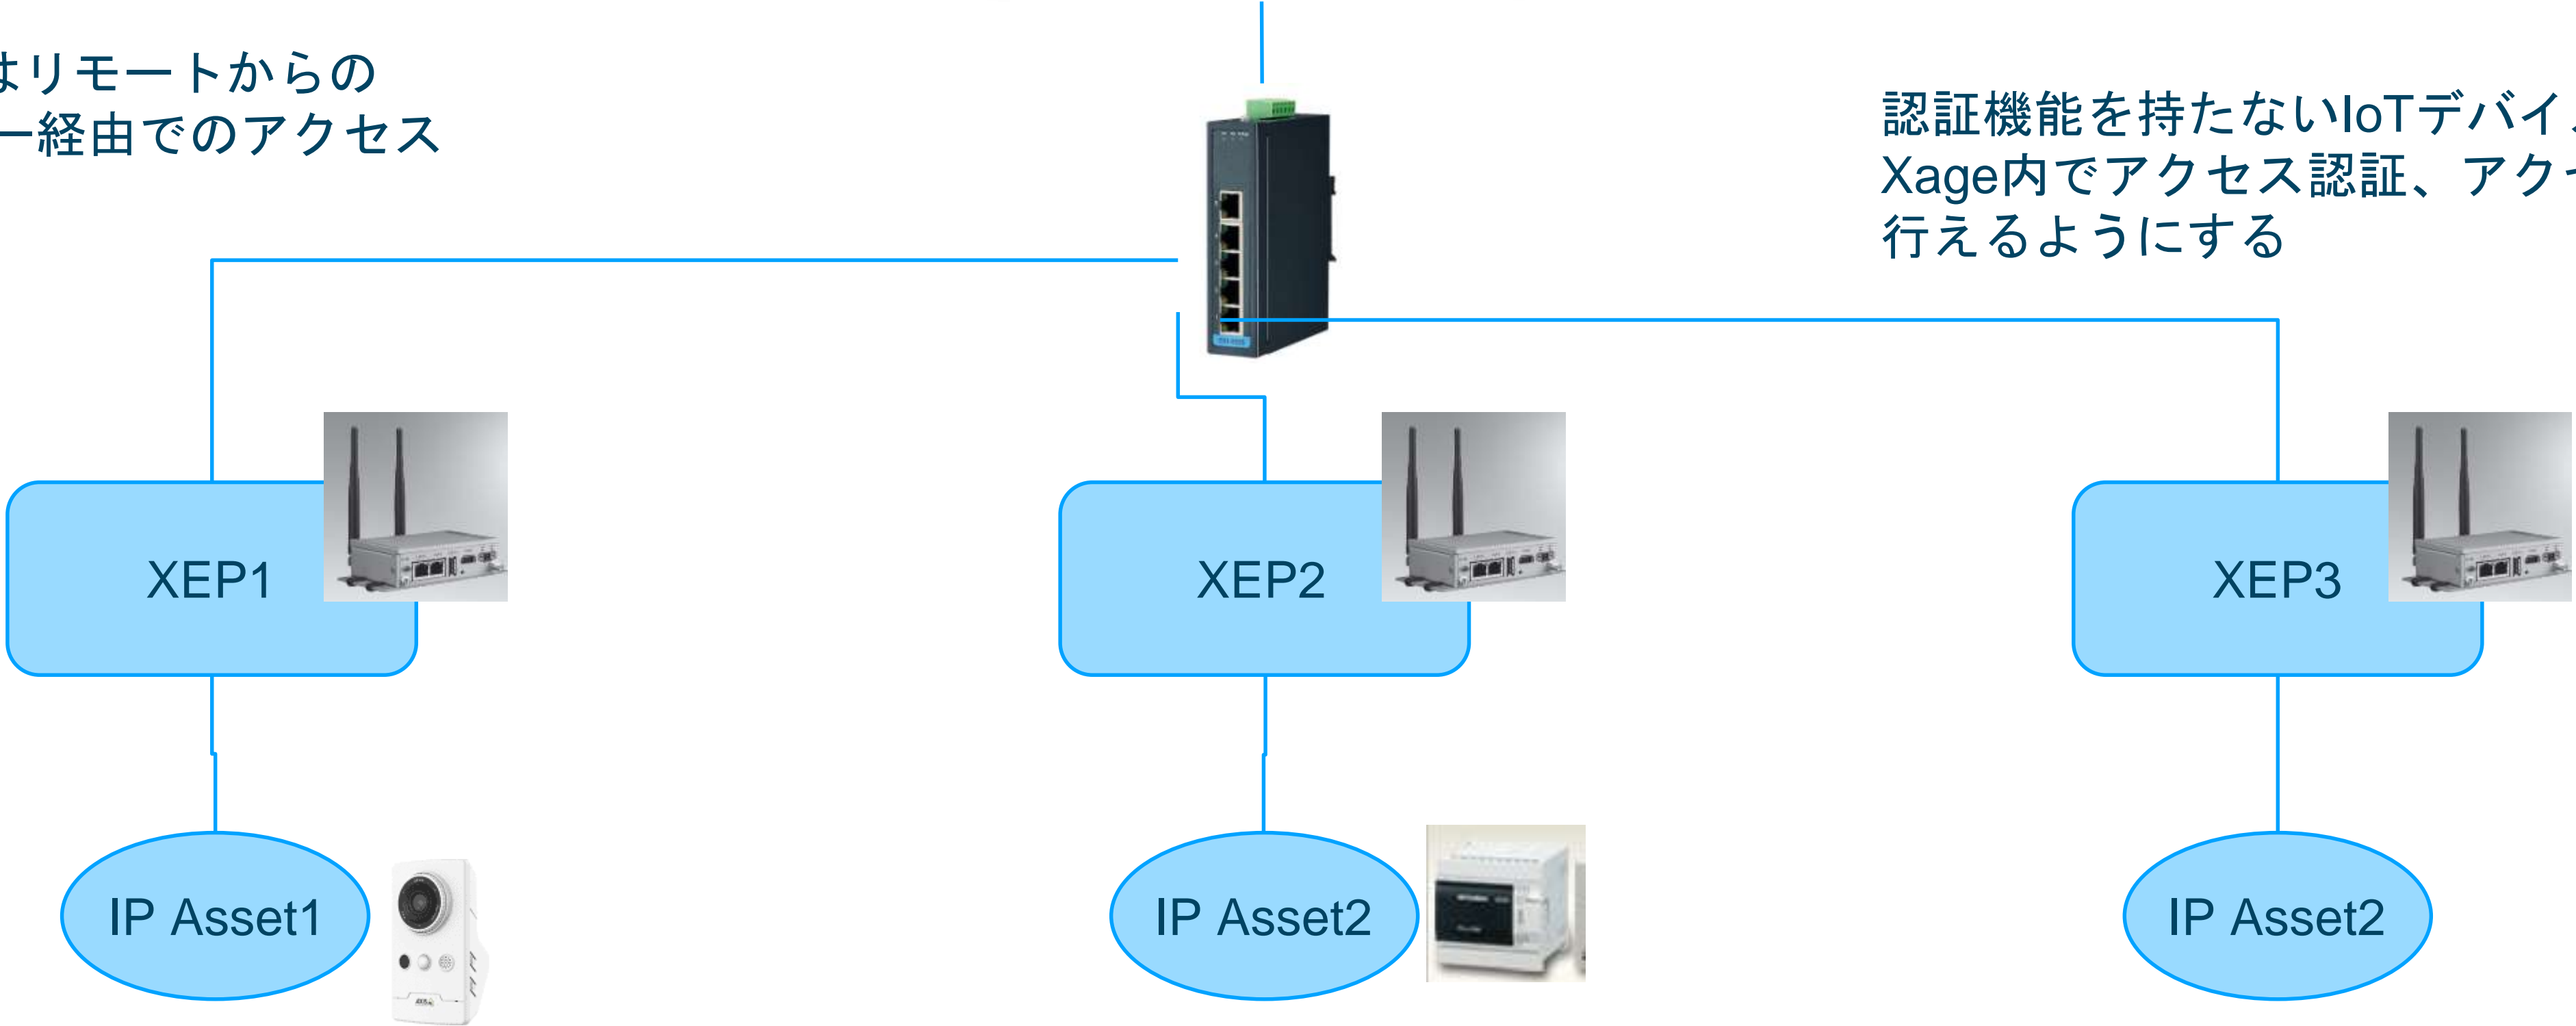 はリモートからの
ー経由でのアクセス
認証機能を持たないIoTデバイ
Xage内でアクセス認証、アクセ
行えるようにする
XEP1
XEP2
XEP3
IP Asset1
IP Asset2
IP Asset2
AXIS